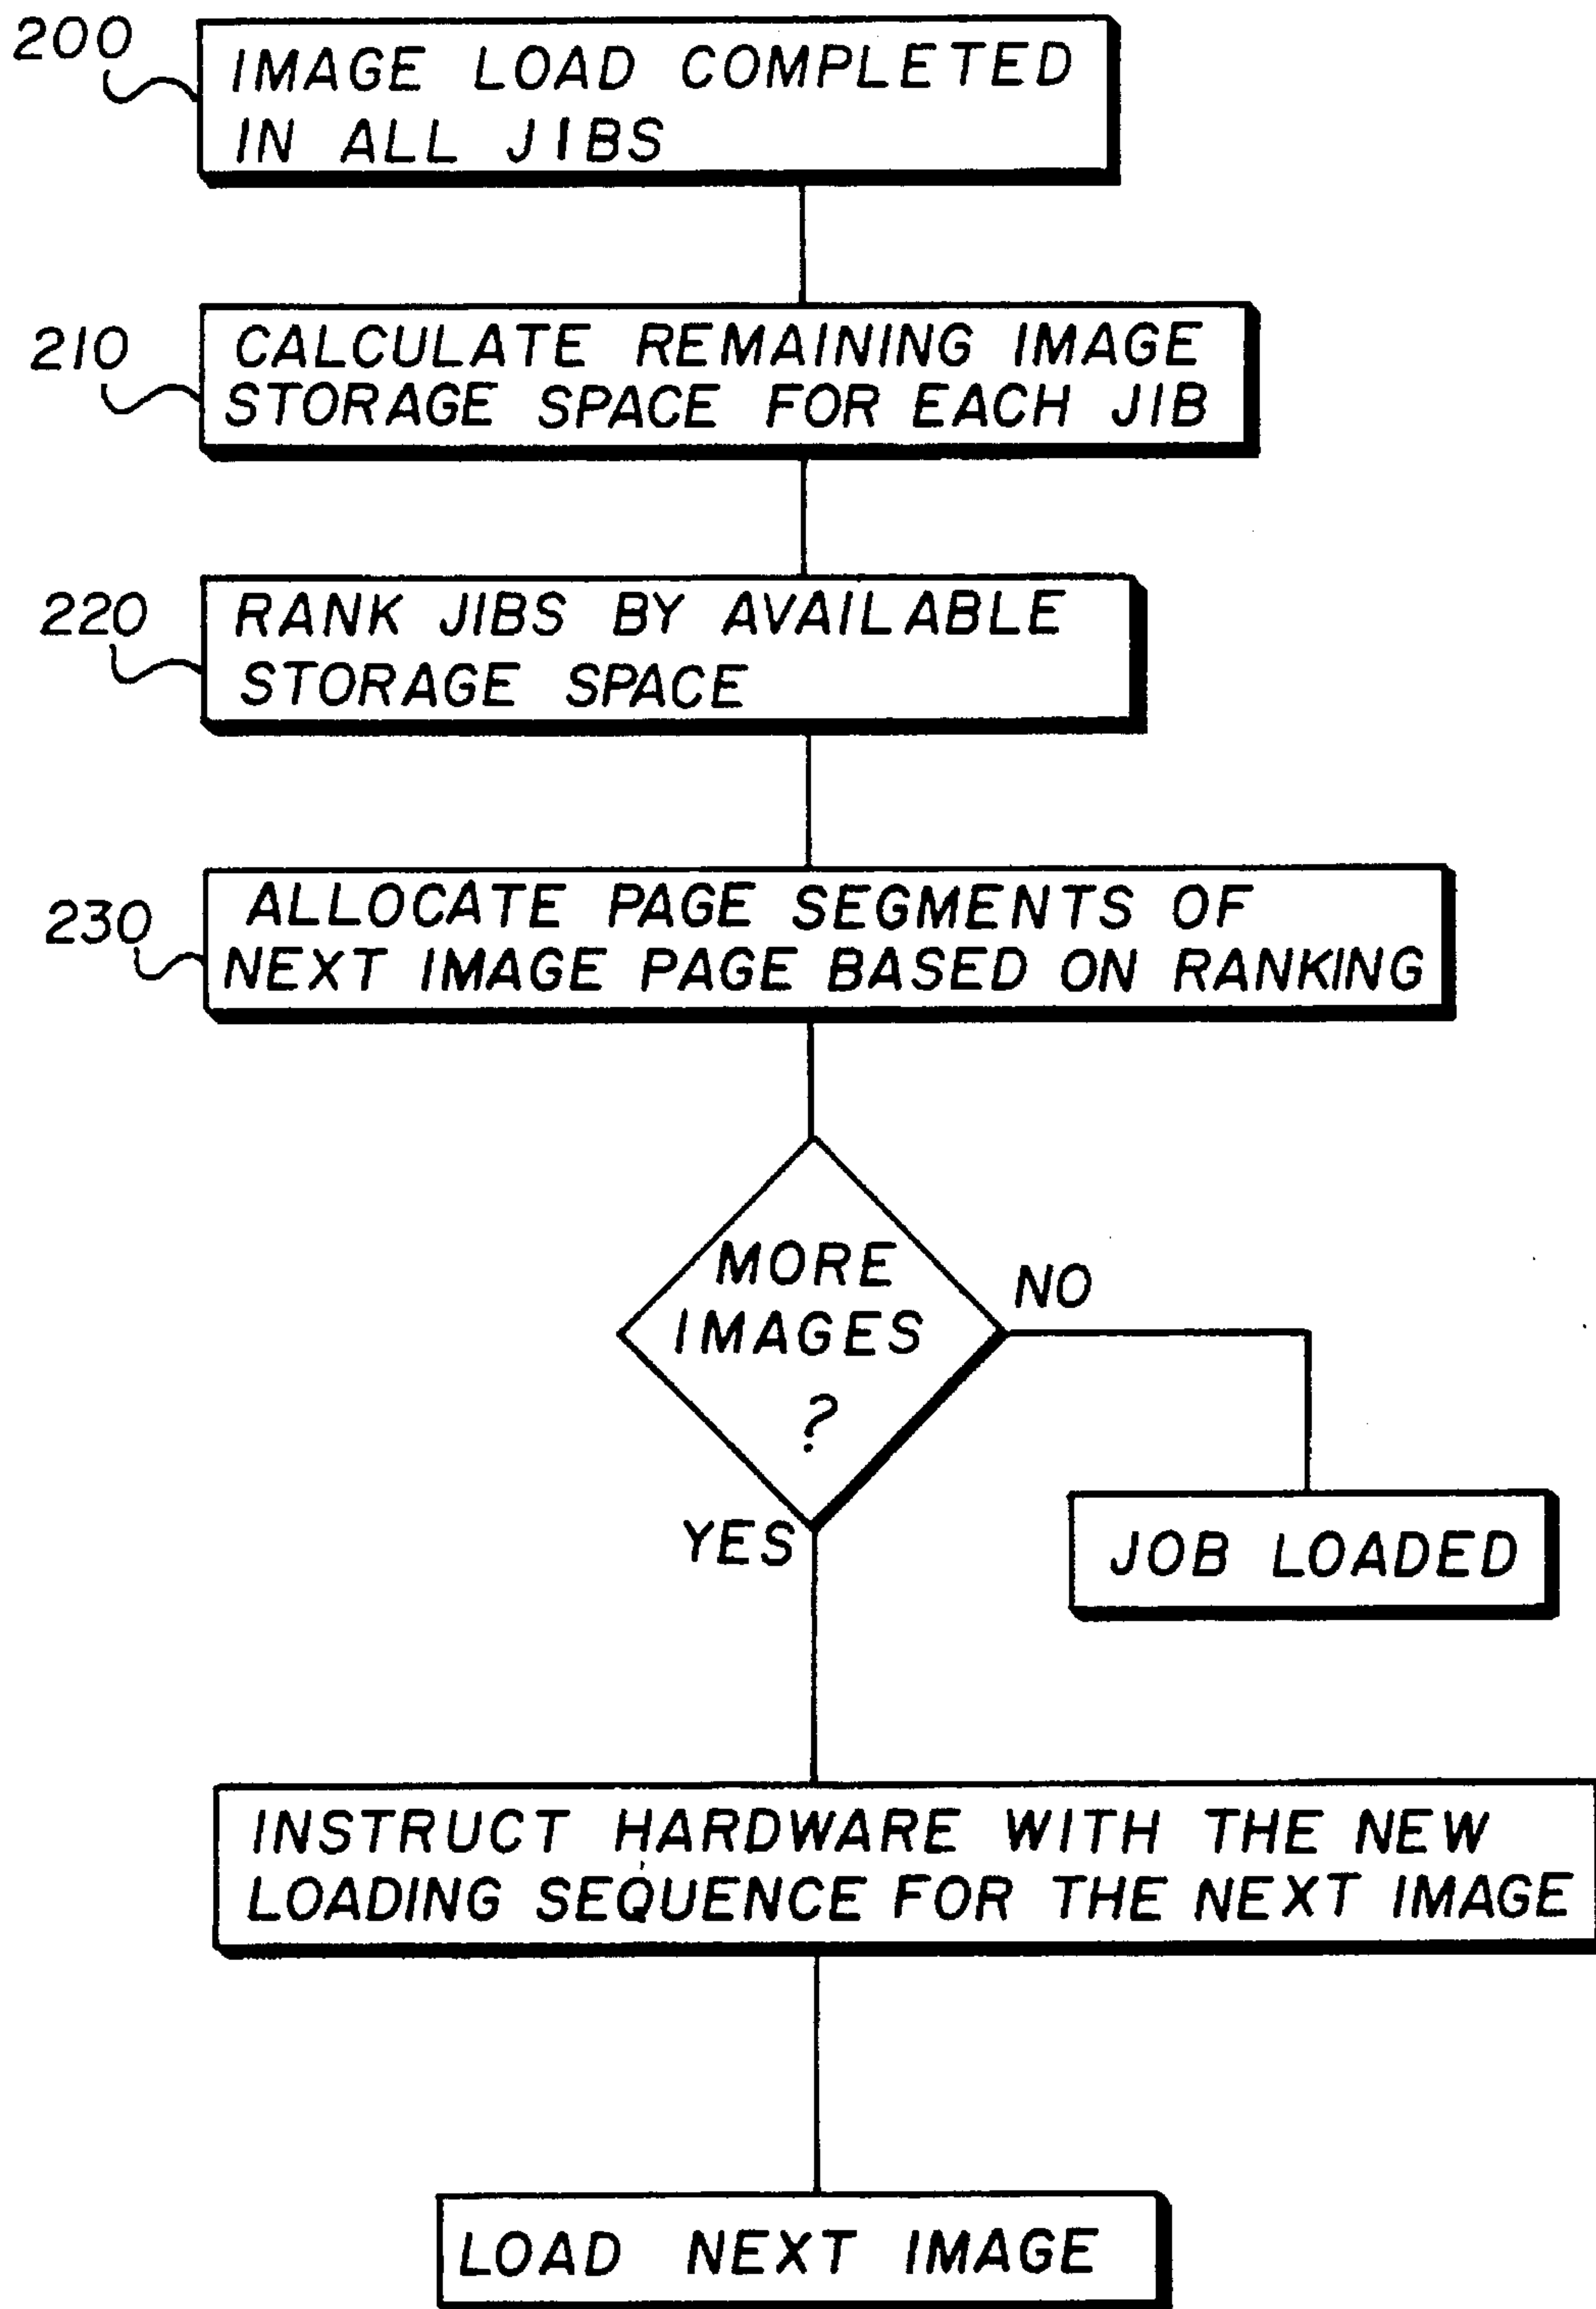 200
IMAGE LOAD COMPLETED
IN ALL JIBS
210
CALCULATE REMAINING IMAGE
STORAGE SPACE FOR EACH JIB
220
RANK JIBS BY AVAILABLE
STORAGE SPACE
230
ALLOCATE PAGE SEGMENTS OF
NEXT IMAGE PAGE BASED ON RANKING
MORE
IMAGES
?
NO
YES
JOB LOADED
INSTRUCT HARDWARE WITH THE NEW
LOADING SEQUENCE FOR THE NEXT IMAGE
LOAD NEXT IMAGE